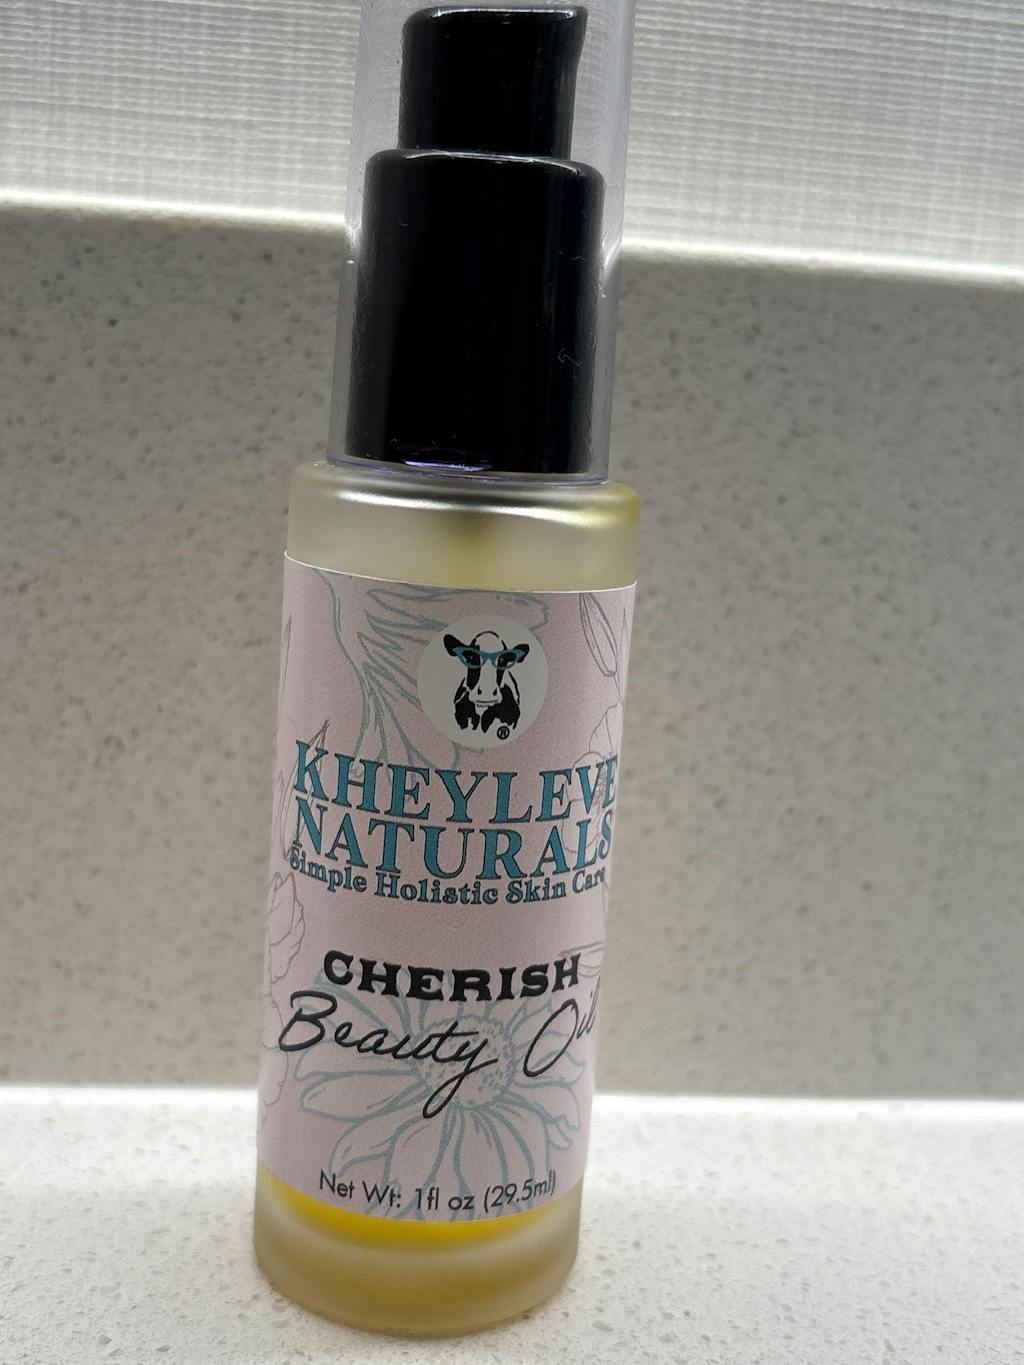 ®
KHEYLEVE
NATURALS
Simple Holistic Skin Care
CHERISH
Beauty Oil
Net Wt: 1fl oz (29.5ml)